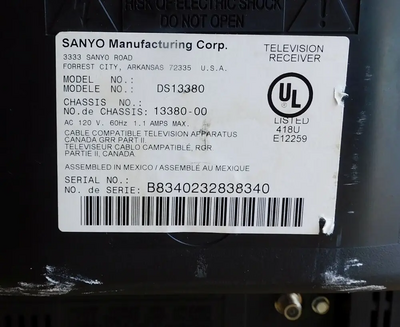 RISK OF ELECTRIC SHOCK
DO NOT OPEN
SANYO Manufacturing Corp.
3333 SANYO ROAD
FORREST CITY, ARKANSAS 72335 U.S.A.
TELEVISION
RECEIVER
MODEL NO.:
MODELE NO.: DS13380
CHASSIS NO.:
NO.de CHASSIS: 13380-00
AC 120 V. 60Hz 1.1 AMPS MAX.
UL
LISTED
418U
E12259
CABLE COMPATIBLE TELEVISION APPARATUS
CANADA GRR PART II
TELEVISEUR CABLO COMPATIBLE, RGR
PARTIE II, CANADA
ASSEMBLED IN MEXICO / ASSEMBLE AU MEXIQUE
SERIAL NO.:
NO. de SERIE: B8340232838340